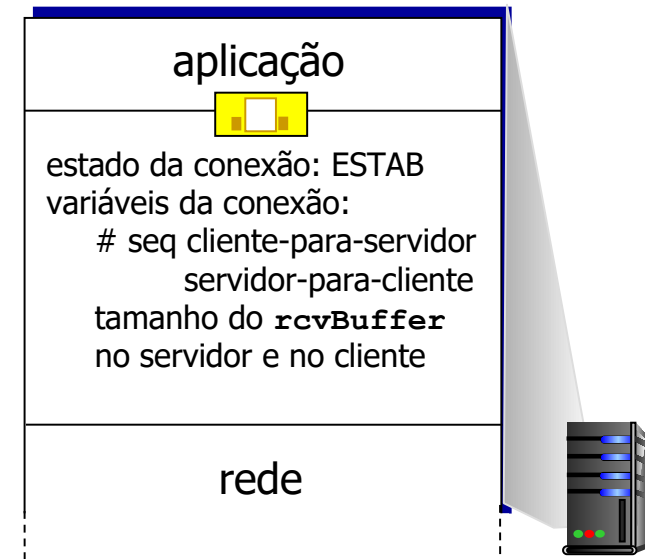 aplicação
estado da conexão: ESTAB
variáveis da conexão:
# seq cliente-para-servidor
servidor-para-cliente
tamanho do rcvBuffer
no servidor e no cliente
rede